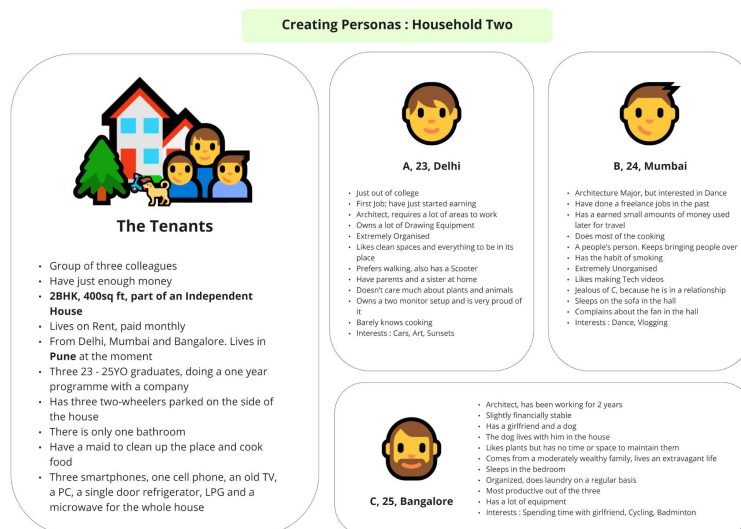 Creating Personas : Household Two
The Tenants
• Group of three colleagues
• Have just enough money
• 2BHK, 400sq ft, part of an Independent
House
• Lives on Rent, paid monthly
• From Delhi, Mumbai and Bangalore. Lives in
Pune at the moment
• Three 23 - 25YO graduates, doing a one year
programme with a company
• Has three two-wheelers parked on the side of
the house
• There is only one bathroom
• Have a maid to clean up the place and cook
food
• Three smartphones, one cell phone, an old TV,
a PC, a single door refrigerator, LPG and a
microwave for the whole house
A, 23, Delhi
• Just out of college
• First Job; have just started earning
• Architect, requires a lot of areas to work
• Owns a lot of Drawing Equipment
• Extremely Organised
• Likes clean spaces and everything to be in its
place
• Prefers walking, also has a Scooter
• Have parents and a sister at home
• Doesn't care much about plants and animals
• Owns a two monitor setup and is very proud of
it
• Barely knows cooking
• Interests : Cars, Art, Sunsets
B, 24, Mumbai
• Architecture Major, but interested in Dance
• Have done a freelance jobs in the past
• Has a earned small amounts of money used
later for travel
• Does most of the cooking
• A people's person. Keeps bringing people over
• Has the habit of smoking
• Extremely Unorganised
• Likes making Tech videos
• Jealous of C, because he is in a relationship
• Sleeps on the sofa in the hall
• Complains about the fan in the hall
• Interests : Dance, Vlogging
C, 25, Bangalore
• Architect, has been working for 2 years
• Slightly financially stable
• Has a girlfriend and a dog
• The dog lives with him in the house
• Likes plants but has no time or space to maintain them
• Comes from a moderately wealthy family, lives an extravagant life
• Sleeps in the bedroom
• Organized, does laundry on a regular basis
• Most productive out of the three
• Has a lot of equipment
• Interests : Spending time with girlfriend, Cycling, Badminton